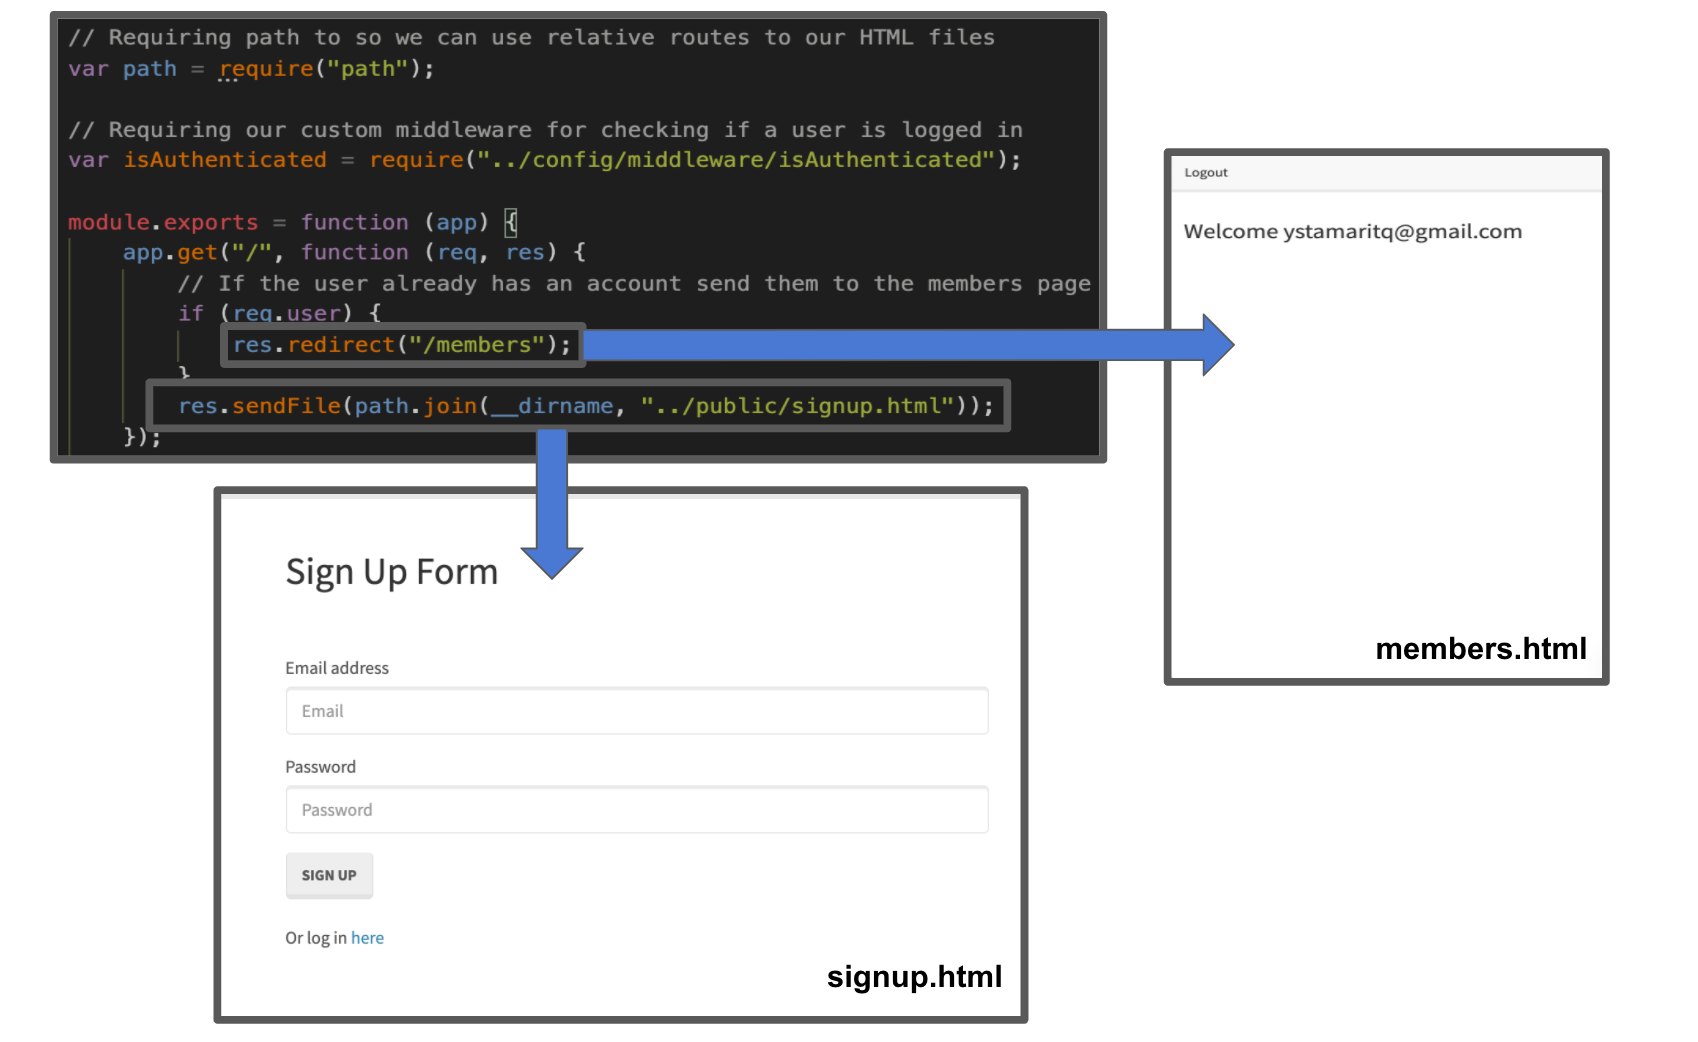 // Requiring path to so we can use relative routes to our HTML files
var path = require("path");
// Requiring our custom middleware for checking if a user is logged in
var isAuthenticated = require("../config/middleware/isAuthenticated");
module.exports = function (app) {
app.get("/", function (req, res) {
// If the user already has an account send them to the members page
if (req.user) {
res.redirect("/members");
}
res.sendFile(path.join(__dirname, "../public/signup.html"));
});
Logout
Welcome ystamaritq@gmail.com
members.html
Sign Up Form
Email address
Email
Password
Password
SIGN UP
Or log in here
signup.html